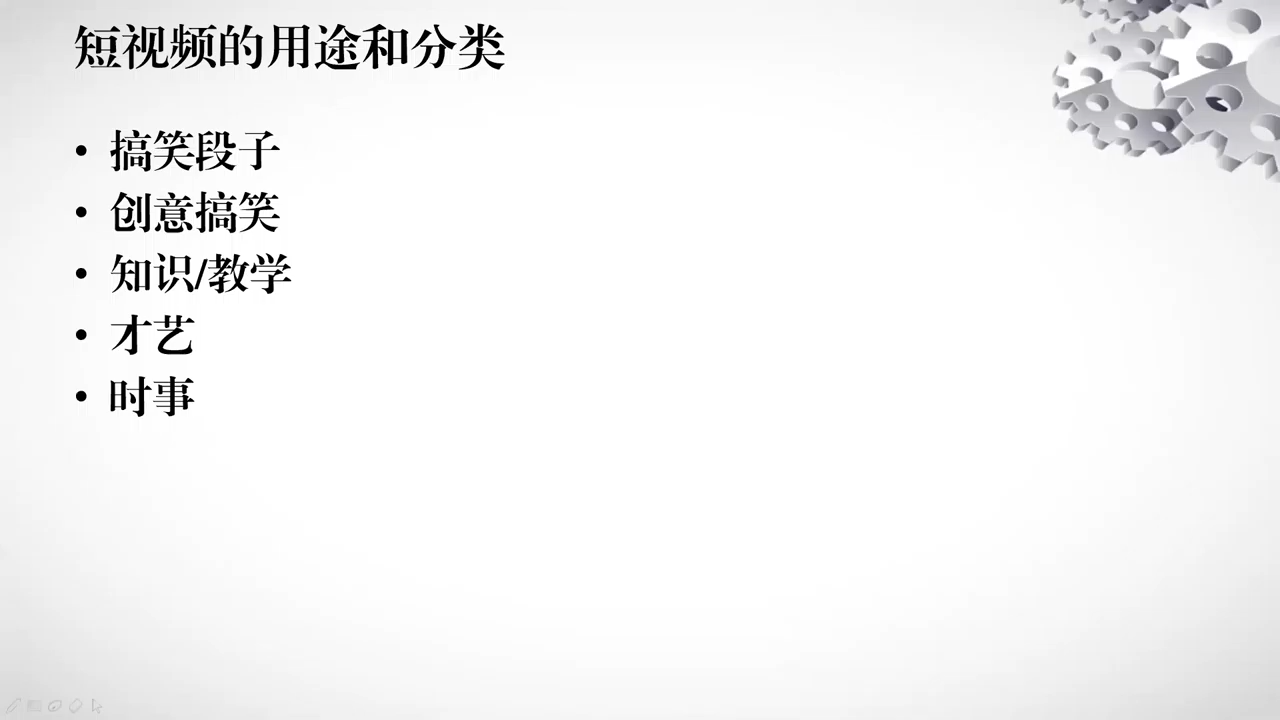 短视频的用途和分类
• 搞笑段子
• 创意搞笑
• 知识/教学
• 才艺
• 时事